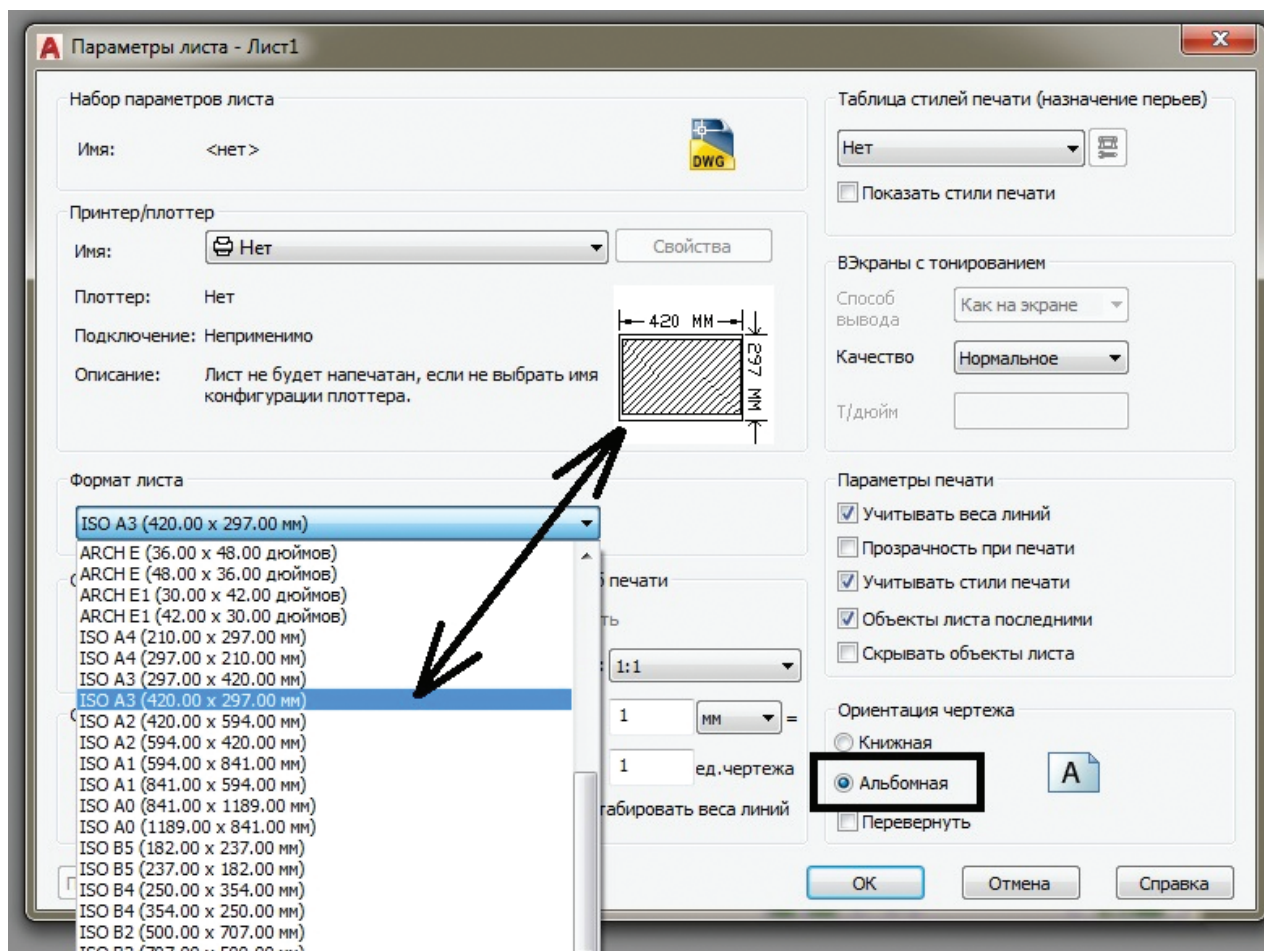 Параметры листа - Лист1
Набор параметров листа
Имя: <нет>
DWG
Принтер/плоттер
Имя: Нет
Свойства
Плоттер: Нет
Подключение: Неприменимо
Описание: Лист не будет напечатан, если не выбрать имя
конфигурации плоттера.
420 MM
297 MM
Формат листа
ISO A3 (420.00 x 297.00 мм)
ARCH E (36.00 x 48.00 дюймов)
ARCH E (48.00 x 36.00 дюймов)
ARCH E1 (30.00 x 42.00 дюймов)
ARCH E1 (42.00 x 30.00 дюймов)
ISO A4 (210.00 x 297.00 мм)
ISO A4 (297.00 x 210.00 мм)
ISO A3 (297.00 x 420.00 мм)
ISO A3 (420.00 x 297.00 мм)
ISO A2 (420.00 x 594.00 мм)
ISO A2 (594.00 x 420.00 мм)
ISO A1 (594.00 x 841.00 мм)
ISO A1 (841.00 x 594.00 мм)
ISO A0 (841.00 x 1189.00 мм)
ISO A0 (1189.00 x 841.00 мм)
ISO B5 (182.00 x 237.00 мм)
ISO B5 (237.00 x 182.00 мм)
ISO B4 (250.00 x 354.00 мм)
ISO B4 (354.00 x 250.00 мм)
ISO B2 (500.00 x 707.00 мм)
печати
1:1
1 мм =
1 ед.чертежа
табировать веса линий
Таблица стилей печати (назначение перьев)
Нет
Показать стили печати
ВЭкраны с тонированием
Способ
вывода
Как на экране
Качество Нормальное
Т/дюйм
Параметры печати
Учитывать веса линий
Прозрачность при печати
Учитывать стили печати
Объекты листа последними
Скрывать объекты листа
Ориентация чертежа
Книжная
Альбомная
A
Перевернуть
ОК
Отмена
Справка